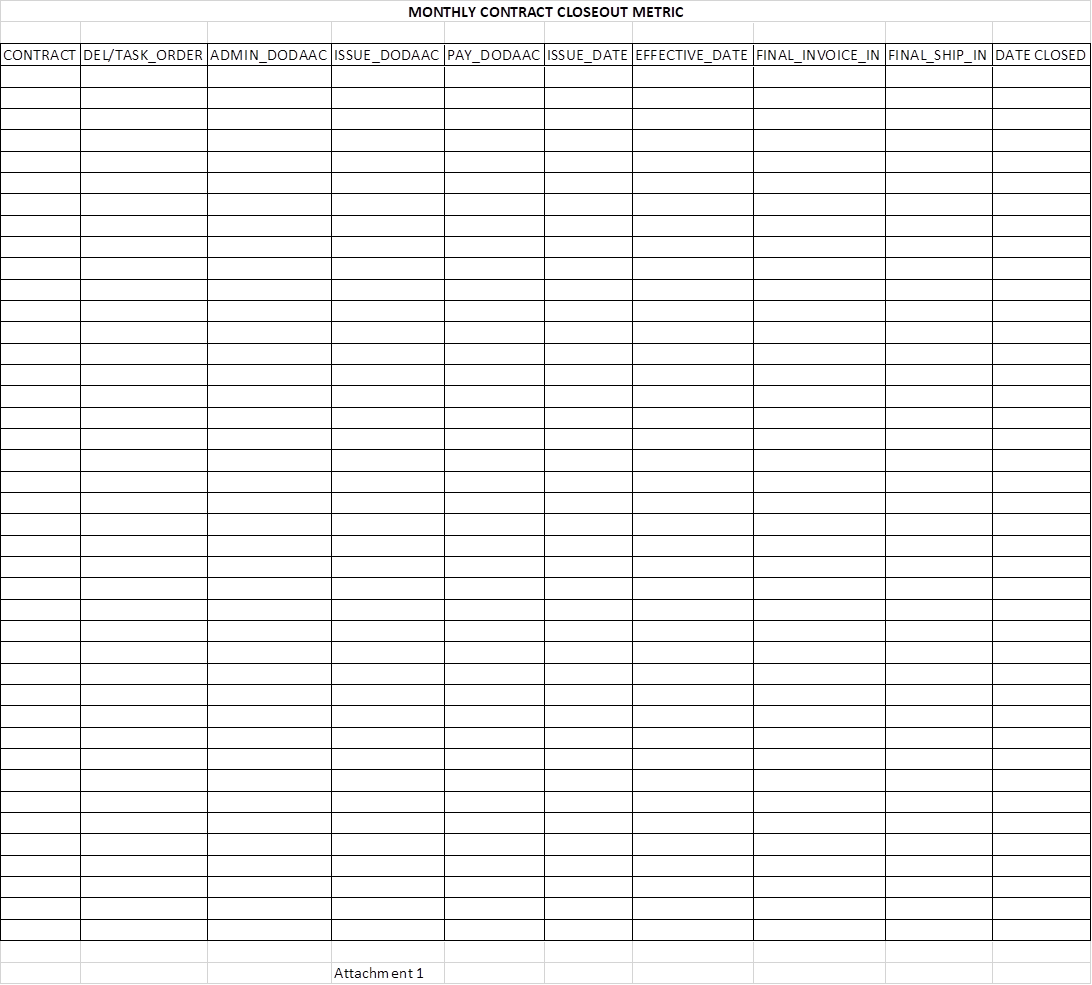 MONTHLY CONTRACT CLOSEOUT METRIC
CONTRACT DEL/TASK_ORDER ADMIN_DODAAC ISSUE_DODAAC PAY_DODAAC ISSUE_DATE EFFECTIVE_DATE FINAL_INVOICE_IN FINAL_SHIP_IN DATE CLOSED
Attachment 1